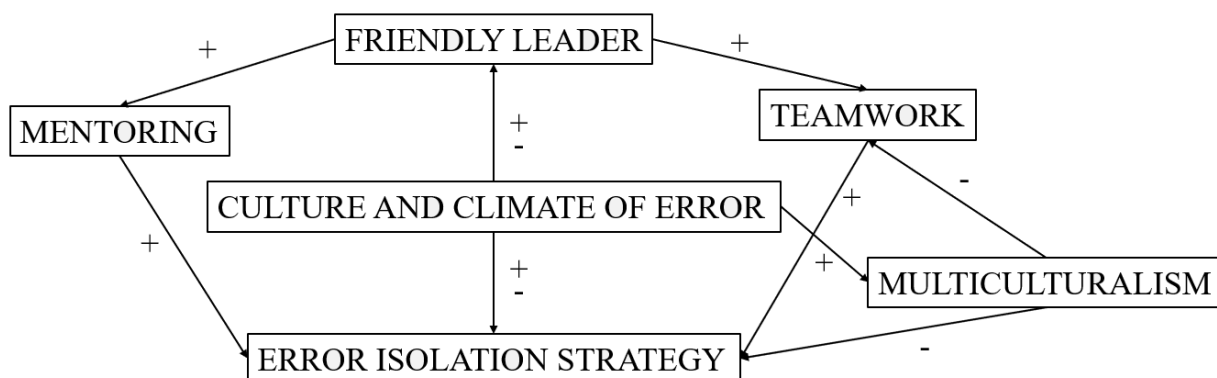 FRIENDLY LEADER
+
+
MENTORING
TEAMWORK
+
-
-
CULTURE AND CLIMATE OF ERROR
+
+
+
+
-
MULTICULTURALISM
-
ERROR ISOLATION STRATEGY